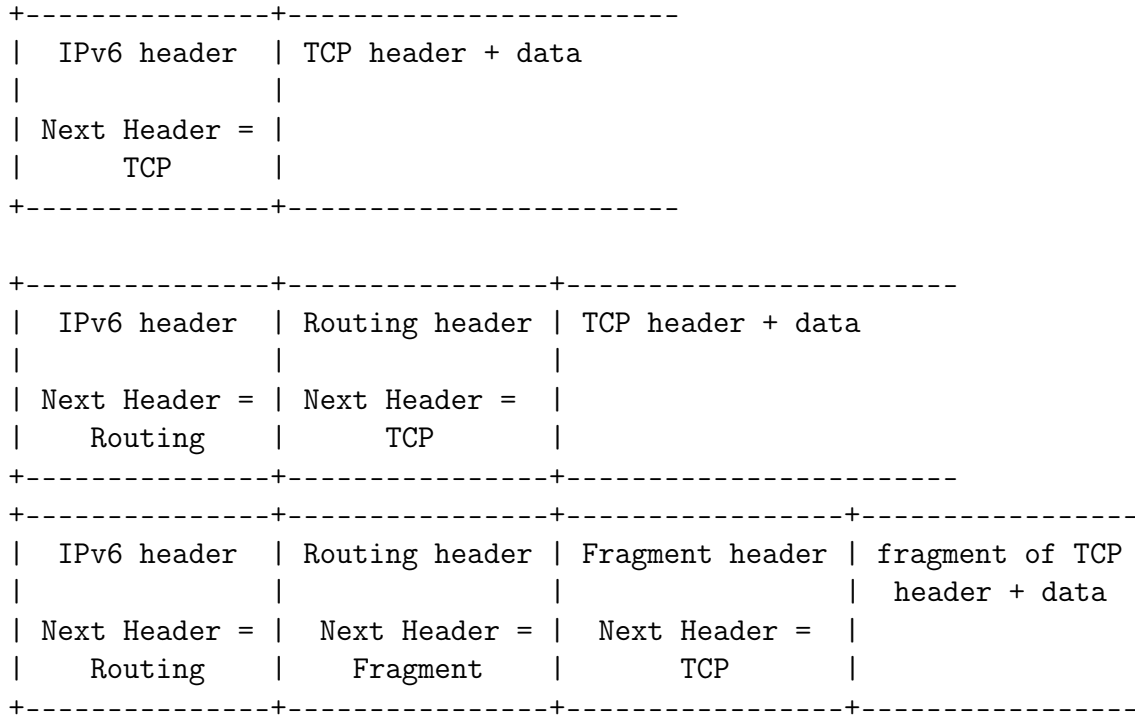 +---------------+------------------------
|  IPv6 header  | TCP header + data
|               |
| Next Header = |
|      TCP      |
+---------------+------------------------

+---------------+----------------+------------------------
|  IPv6 header  | Routing header | TCP header + data
|               |                |
| Next Header = | Next Header =  |
|    Routing    |      TCP       |
+---------------+----------------+------------------------
+---------------+----------------+-----------------+-----------------
|  IPv6 header  | Routing header | Fragment header | fragment of TCP
|               |                |                 |  header + data
| Next Header = |  Next Header = |  Next Header =  |
|    Routing    |    Fragment    |       TCP       |
+---------------+----------------+-----------------+-----------------